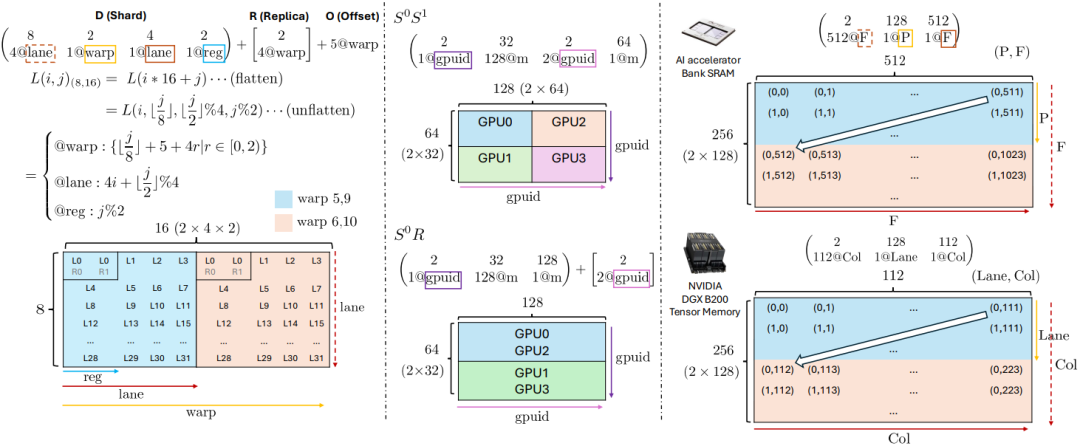 D (Shard) R (Replica) O (Offset)
8 2 4 2 2
4@lane 1@warp 1@lane 1@reg + 4@warp + 5@warp
L(i, j)(8,16) = L(i ∗ 16 + j) ··· (flatten)
= L(i, ⌊j/8⌋, ⌊j/2⌋%4, j%2) ··· (unflatten)
@warp : {⌊j/8⌋ + 5 + 4r|r ∈ [0, 2)}
= @lane : 4i + ⌊j/2⌋%4
@reg : j%2
warp 5,9
warp 6,10
16 (2 × 4 × 2)
L0 L0 L1 L2 L3 L0 L0 L1 L2 L3
R0 R1 R0 R1
L4 L5 L6 L7 L4 L5 L6 L7
8
L8 L9 L10 L11 L8 L9 L10 L11
L12 L13 L14 L15 L12 L13 L14 L15
... ... ... ... ... ... ... ...
L28 L29 L30 L31 L28 L29 L30 L31
lane
reg
lane
warp
S⁰S¹
2 32 2 64
1@gpuid 128@m 2@gpuid 1@m
128 (2 × 64)
64
(2×32)
GPU0 GPU2
GPU1 GPU3
gpuid
gpuid
S⁰R
2 32 128 2
1@gpuid 128@m 1@m + 2@gpuid
128
64
(2×32)
GPU0
GPU2
GPU1
GPU3
gpuid
gpuid
AI accelerator
Bank SRAM
2 128 512
512@F 1@P 1@F
(P, F)
512
256
(2 × 128)
(0,0) (0,1) ... (0,511)
(1,0) (1,1) (1,511)
...
(0,512) (0,513) ... (0,1023)
(1,512) (1,513) ... (1,1023)
...
P
F
F
NVIDIA
DGX B200
Tensor Memory
2 128 112
112@Col 1@Lane 1@Col
(Lane, Col)
112
256
(2 × 128)
(0,0) (0,1) ... (0,111)
(1,0) (1,1) (1,111)
...
(0,112) (0,113) ... (0,223)
(1,112) (1,113) ... (0,223)
...
Lane
Col
Col